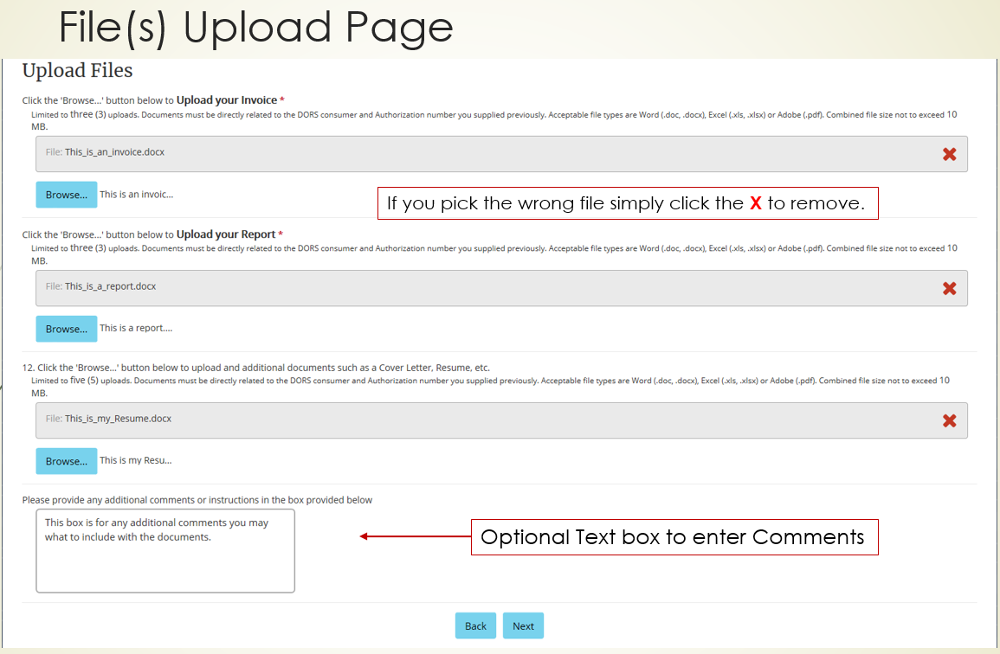 File(s) Upload Page
Upload Files
Click the 'Browse...' button below to Upload your Invoice *
Limited to three (3) uploads. Documents must be directly related to the DORS consumer and Authorization number you supplied previously. Acceptable file types are Word (.doc, .docx), Excel (.xls, .xlsx) or Adobe (.pdf). Combined file size not to exceed 10
MB.
File: This_is_an_invoice.docx
Browse... This is an invoic...
If you pick the wrong file simply click the X to remove.
Click the 'Browse...' button below to Upload your Report *
Limited to three (3) uploads. Documents must be directly related to the DORS consumer and Authorization number you supplied previously. Acceptable file types are Word (.doc, .docx), Excel (.xls, .xlsx) or Adobe (.pdf). Combined file size not to exceed 10
MB.
File: This_is_a_report.docx
Browse... This is a report....
12. Click the 'Browse...' button below to upload and additional documents such as a Cover Letter, Resume, etc.
Limited to five (5) uploads. Documents must be directly related to the DORS consumer and Authorization number you supplied previously. Acceptable file types are Word (.doc, .docx), Excel (.xls, .xlsx) or Adobe (.pdf). Combined file size not to exceed 10
MB.
File: This_is_my_Resume.docx
Browse... This is my Resu...
Please provide any additional comments or instructions in the box provided below
This box is for any additional comments you may
what to include with the documents.
Optional Text box to enter Comments
Back Next